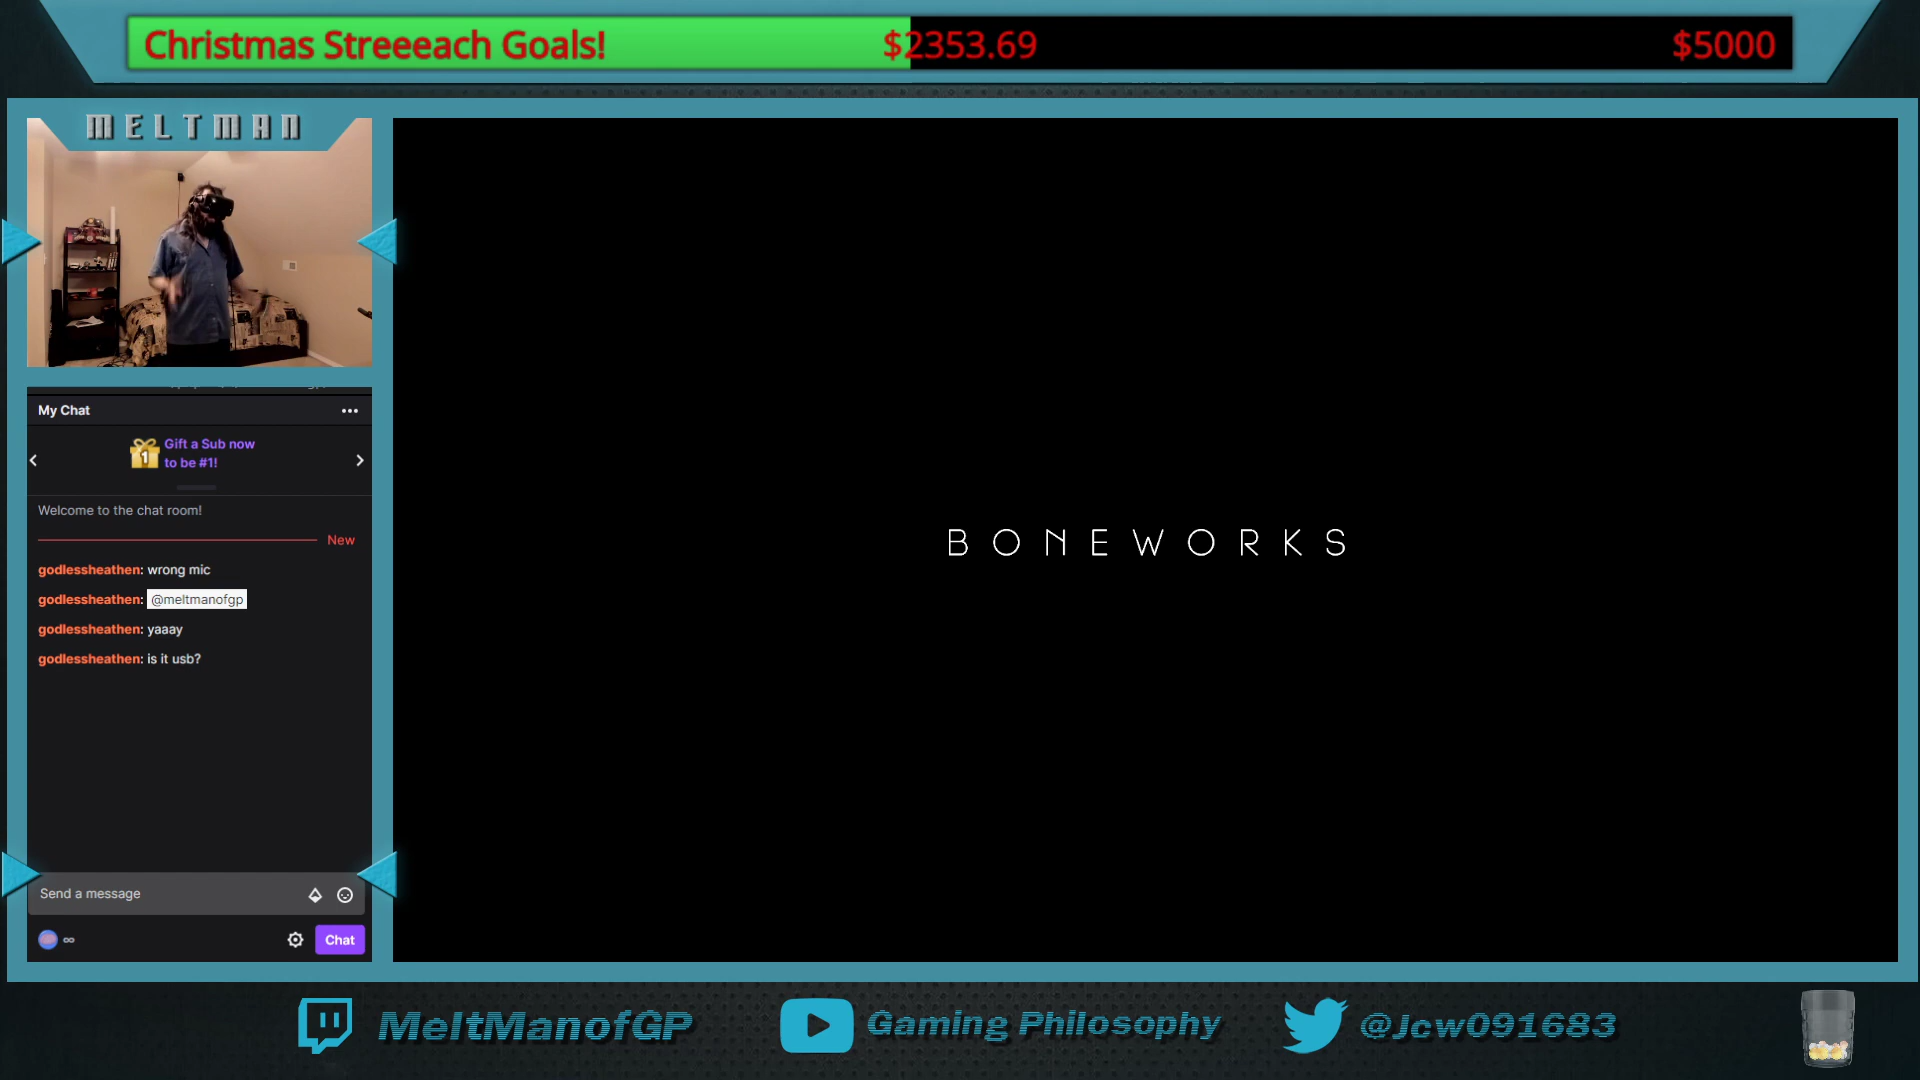 Christmas Streeeach Goals! $2353.69 $5000
MELTMAN
My Chat
1
Gift a Sub now
to be #1!
Welcome to the chat room!
New
godlessheathen: wrong mic
godlessheathen: @meltmanofgp
godlessheathen: yaaay
godlessheathen: is it usb?
Send a message
∞
Chat
BONEWORKS
MeltManofGP
Gaming Philosophy
@Jcw091683